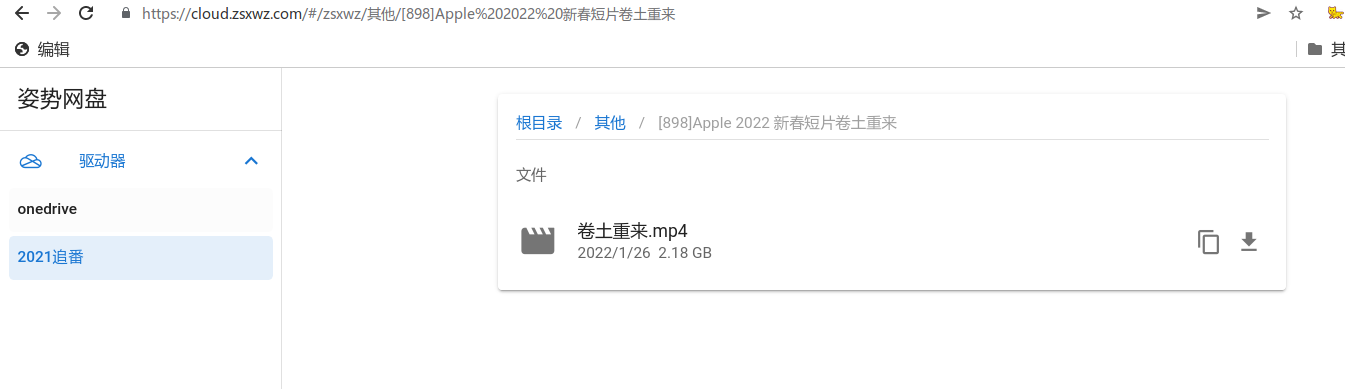 https://cloud.zsxwz.com/#/zsxwz/其他/[898]Apple%202022%20新春短片卷土重来
编辑
其
姿势网盘
驱动器
onedrive
2021追番
根目录 / 其他 / [898]Apple 2022 新春短片卷土重来
文件
卷土重来.mp4
2022/1/26 2.18 GB